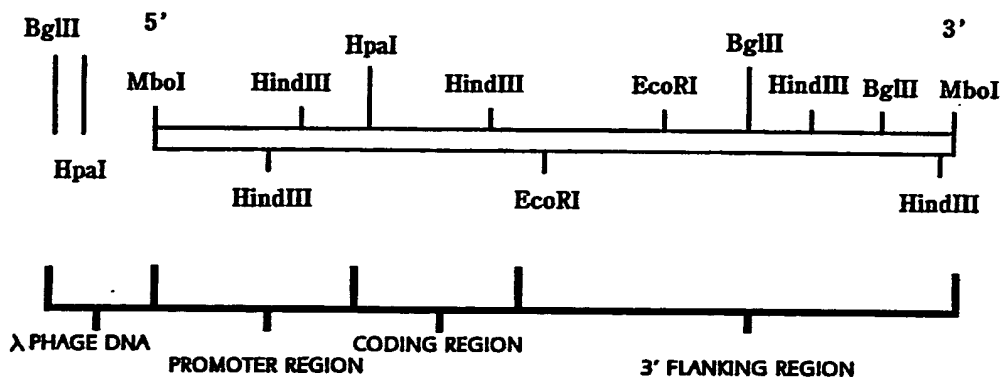 BglII 5' 3'
HpaI BglII
MboI HindIII HindIII EcoRI HindIII BglII MboI
HpaI
HindIII EcoRI HindIII
λ PHAGE DNA CODING REGION
PROMOTER REGION 3' FLANKING REGION